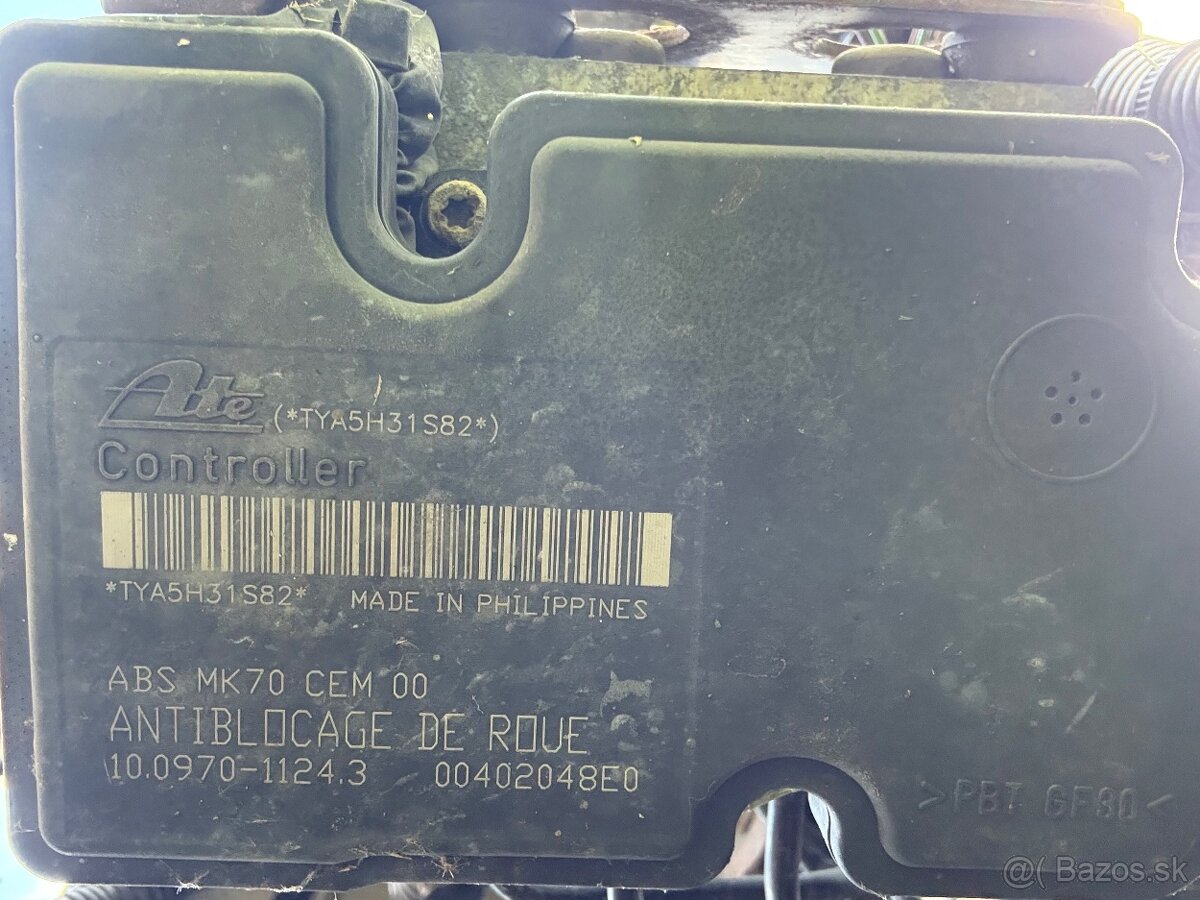 Ate (*TYA5H31S82*)
Controller
*TYA5H31S82* MADE IN PHILIPPINES
ABS MK70 CEM 00
ANTIBLOCAGE DE ROUE
10.0970-1124.3 00402048E0
>PBT GF30<
@( Bazos.sk